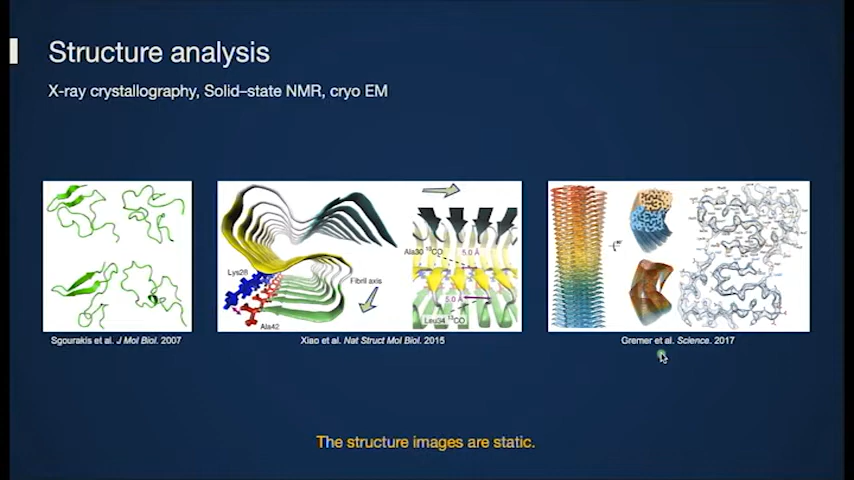 Structure analysis
X-ray crystallography, Solid–state NMR, cryo EM
Ala30 ¹³CO
5.0 Å
Lys28
Fibril axis
5.0 Å
Ala42
Leu34 ¹³CO
Sgourakis et al. J Mol Biol. 2007
Xiao et al. Nat Struct Mol Biol. 2015
Gremer et al. Science. 2017
The structure images are static.